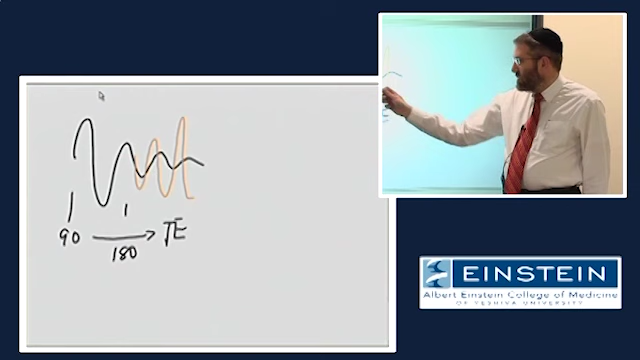 90
180
TE
EINSTEIN
Albert Einstein College of Medicine
OF YESHIVA UNIVERSITY